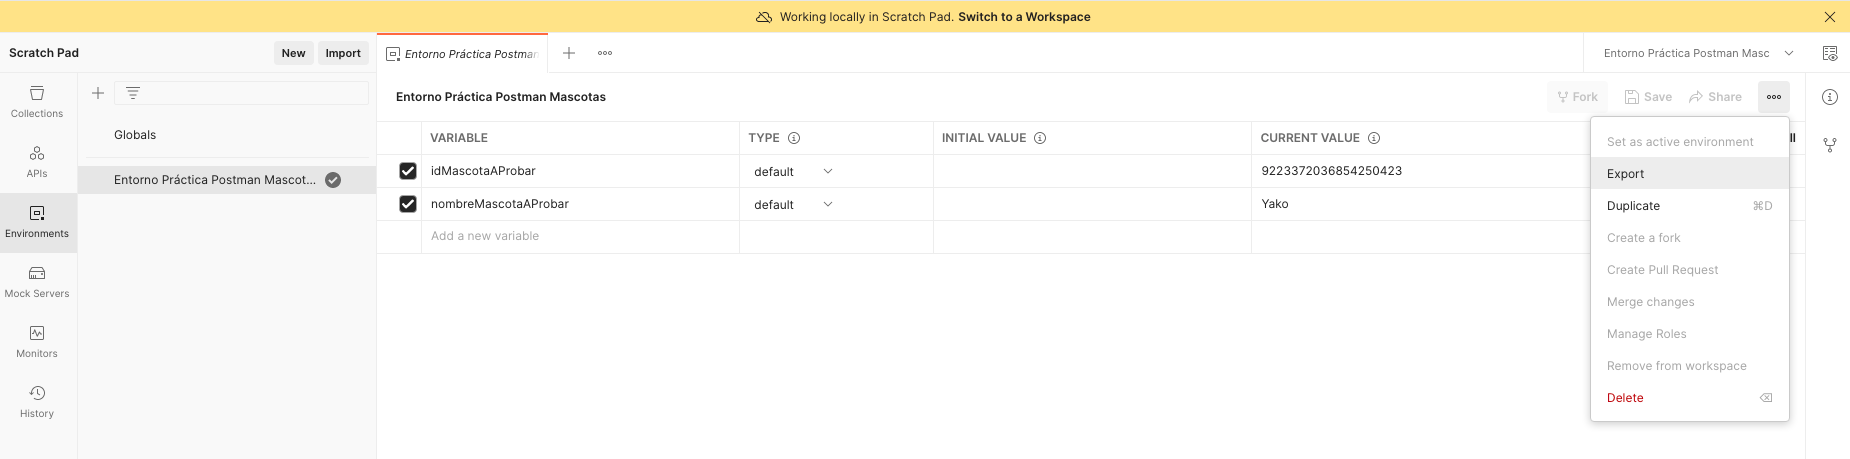 Working locally in Scratch Pad. Switch to a Workspace
Scratch Pad
New
Import
Entorno Práctica Postman
Entorno Práctica Postman Masc
Collections
APIs
Environments
Mock Servers
Monitors
History
Globals
Entorno Práctica Postman Mascot...
Entorno Práctica Postman Mascotas
Fork
Save
Share
VARIABLE
TYPE
INITIAL VALUE
CURRENT VALUE
idMascotaAProbar
default
9223372036854250423
nombreMascotaAProbar
default
Yako
Add a new variable
Set as active environment
Export
Duplicate ⌘D
Create a fork
Create Pull Request
Merge changes
Manage Roles
Remove from workspace
Delete